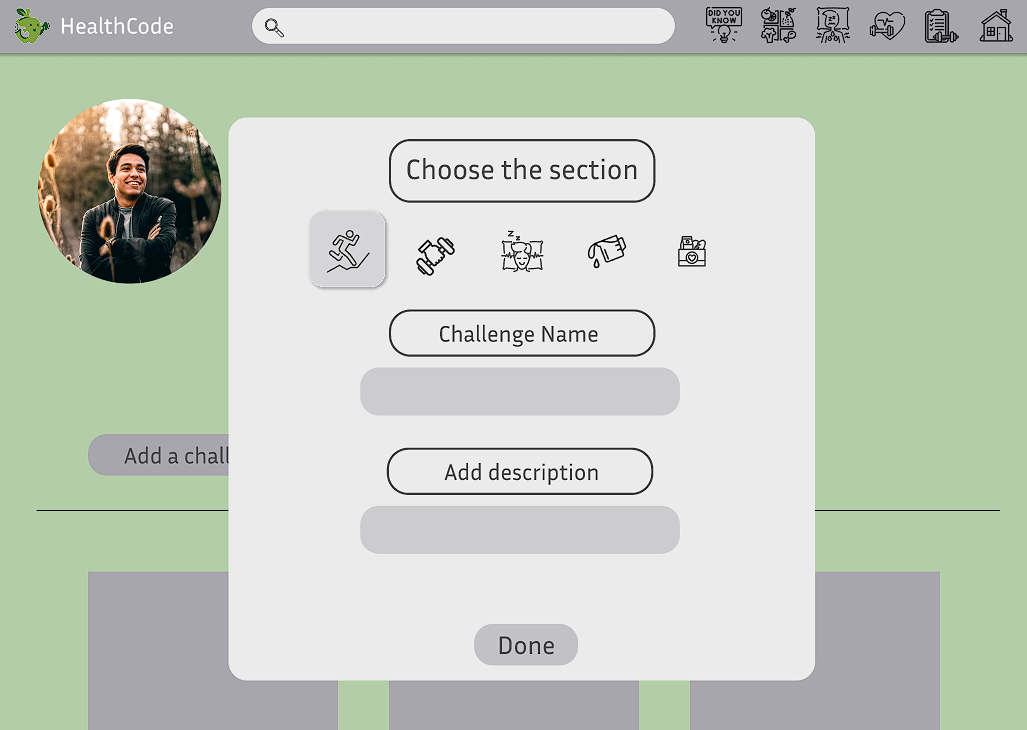 HealthCode
DID YOU
KNOW
Choose the section
z z
Challenge Name
Add a chall
Add description
Done